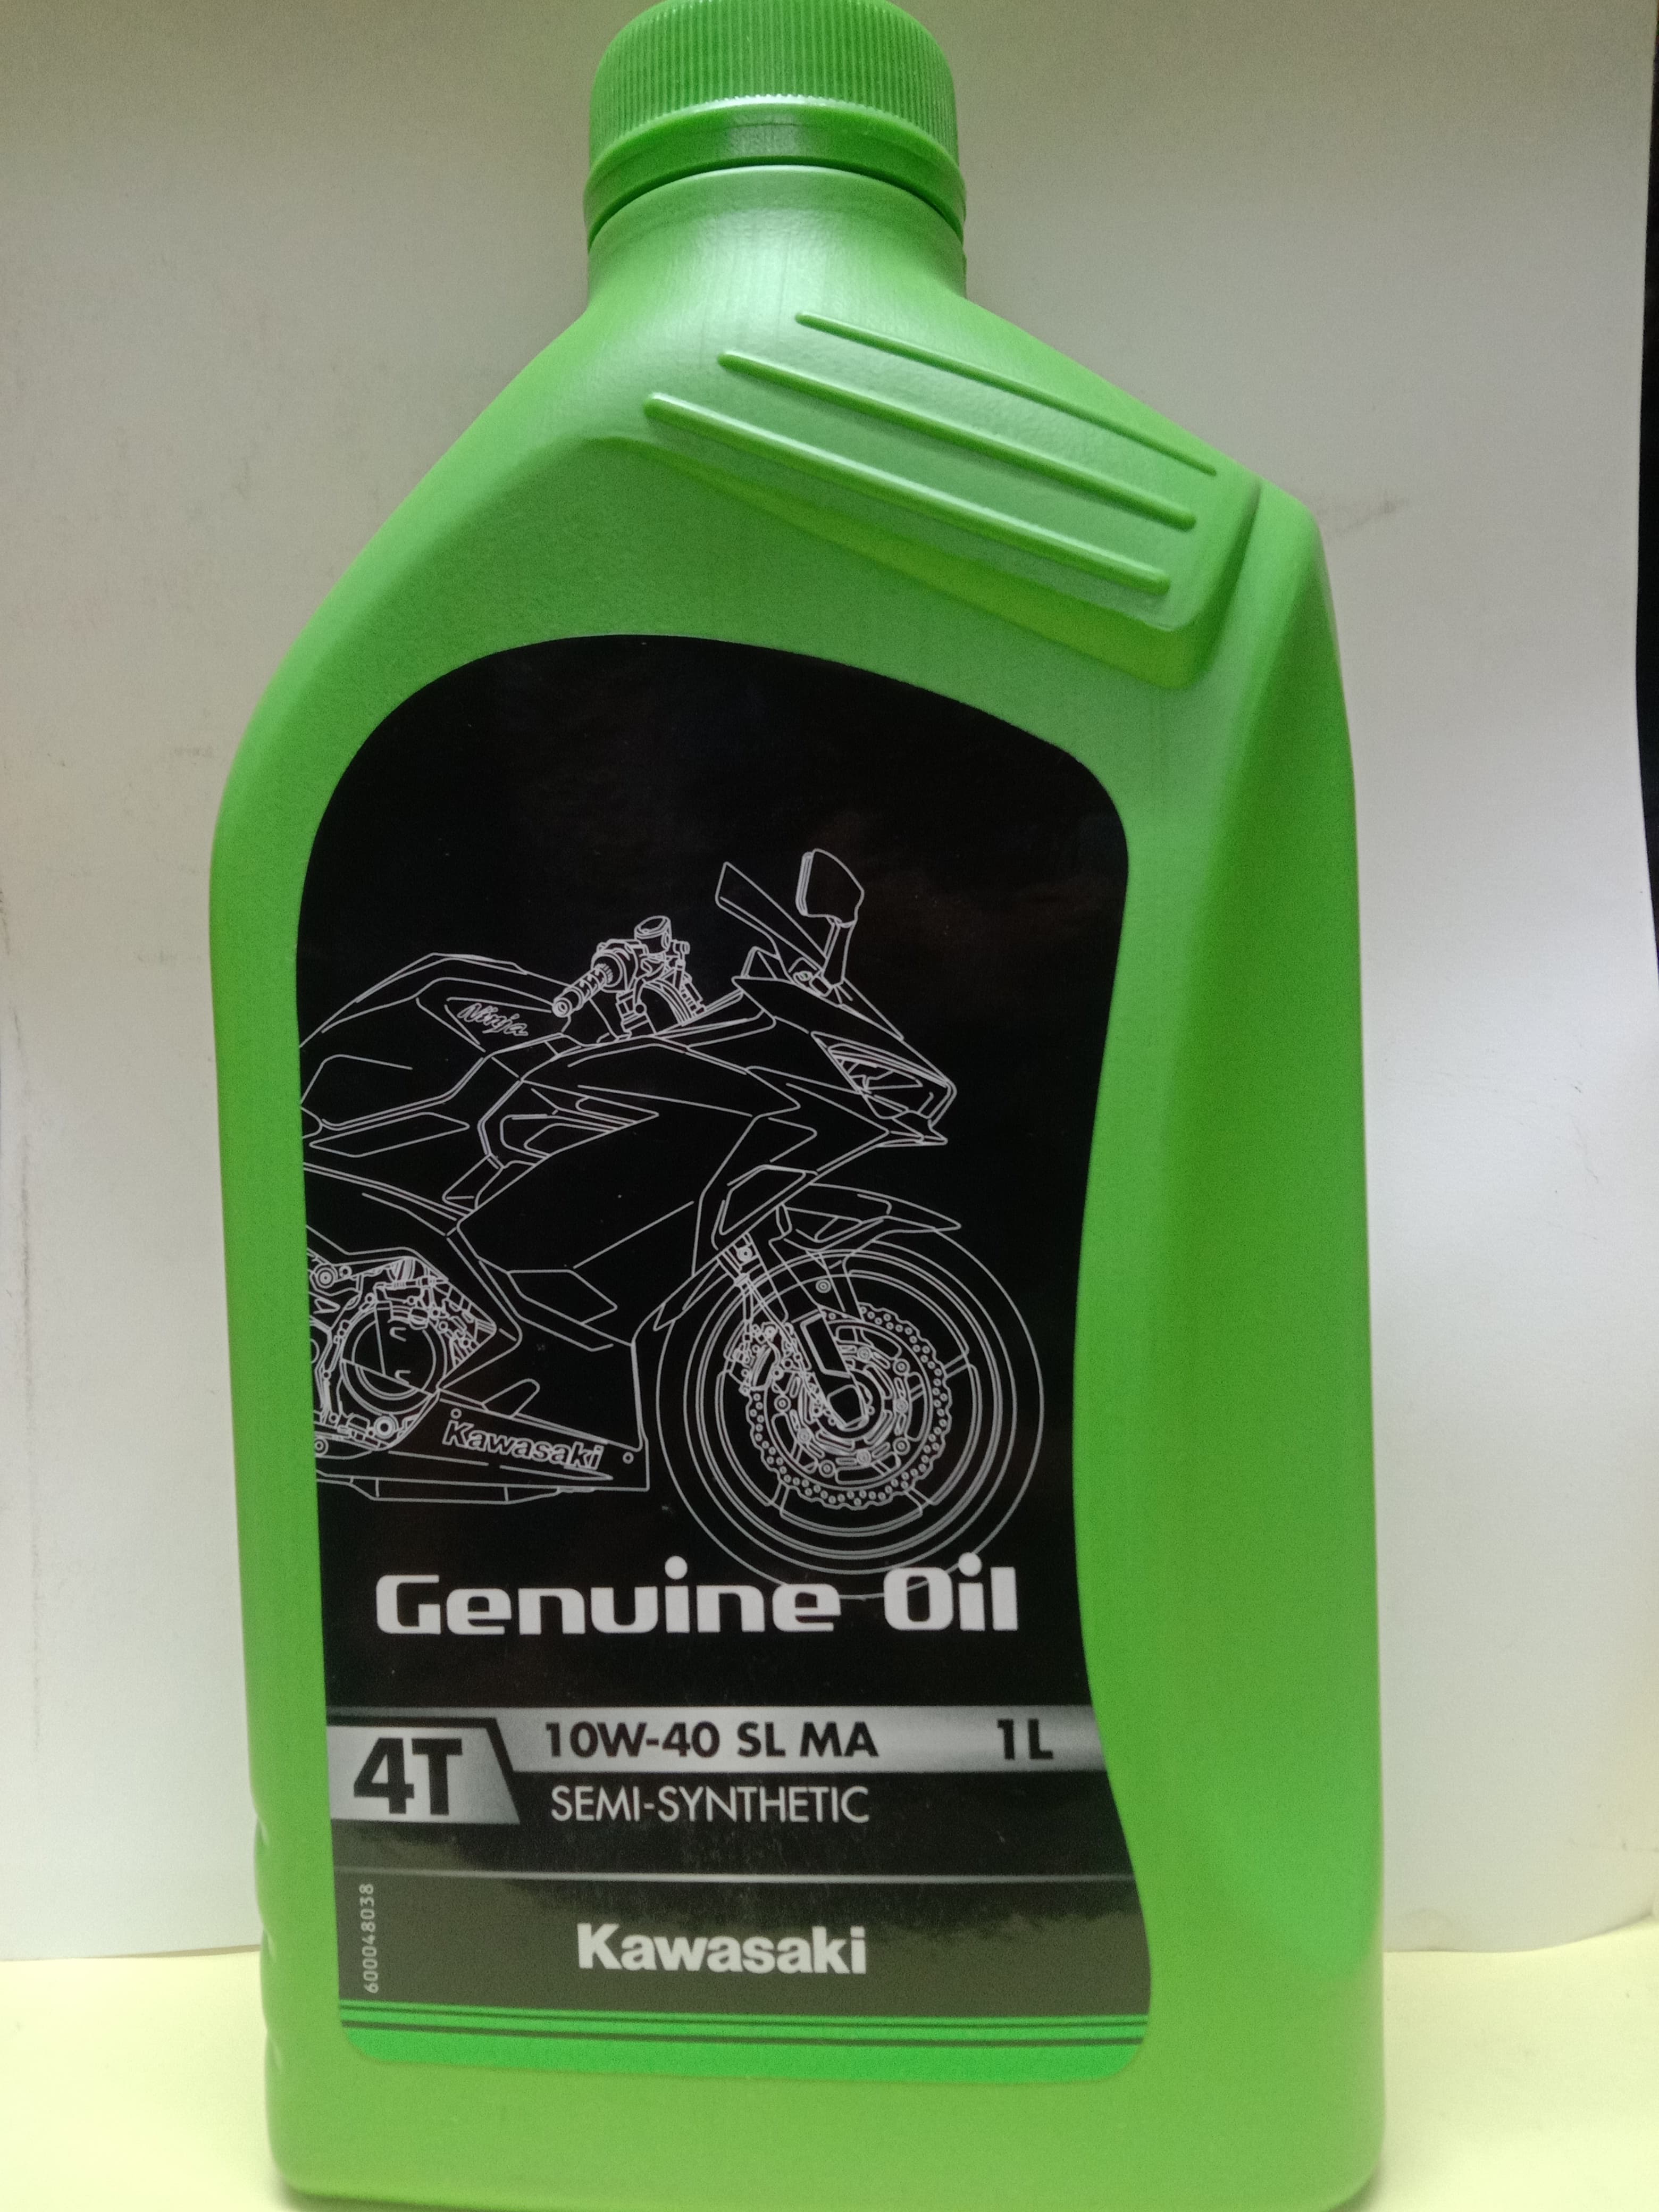 Ninja
Kawasaki
Genuine Oil
4T
10W-40 SL MA 1L
SEMI-SYNTHETIC
600048038
Kawasaki